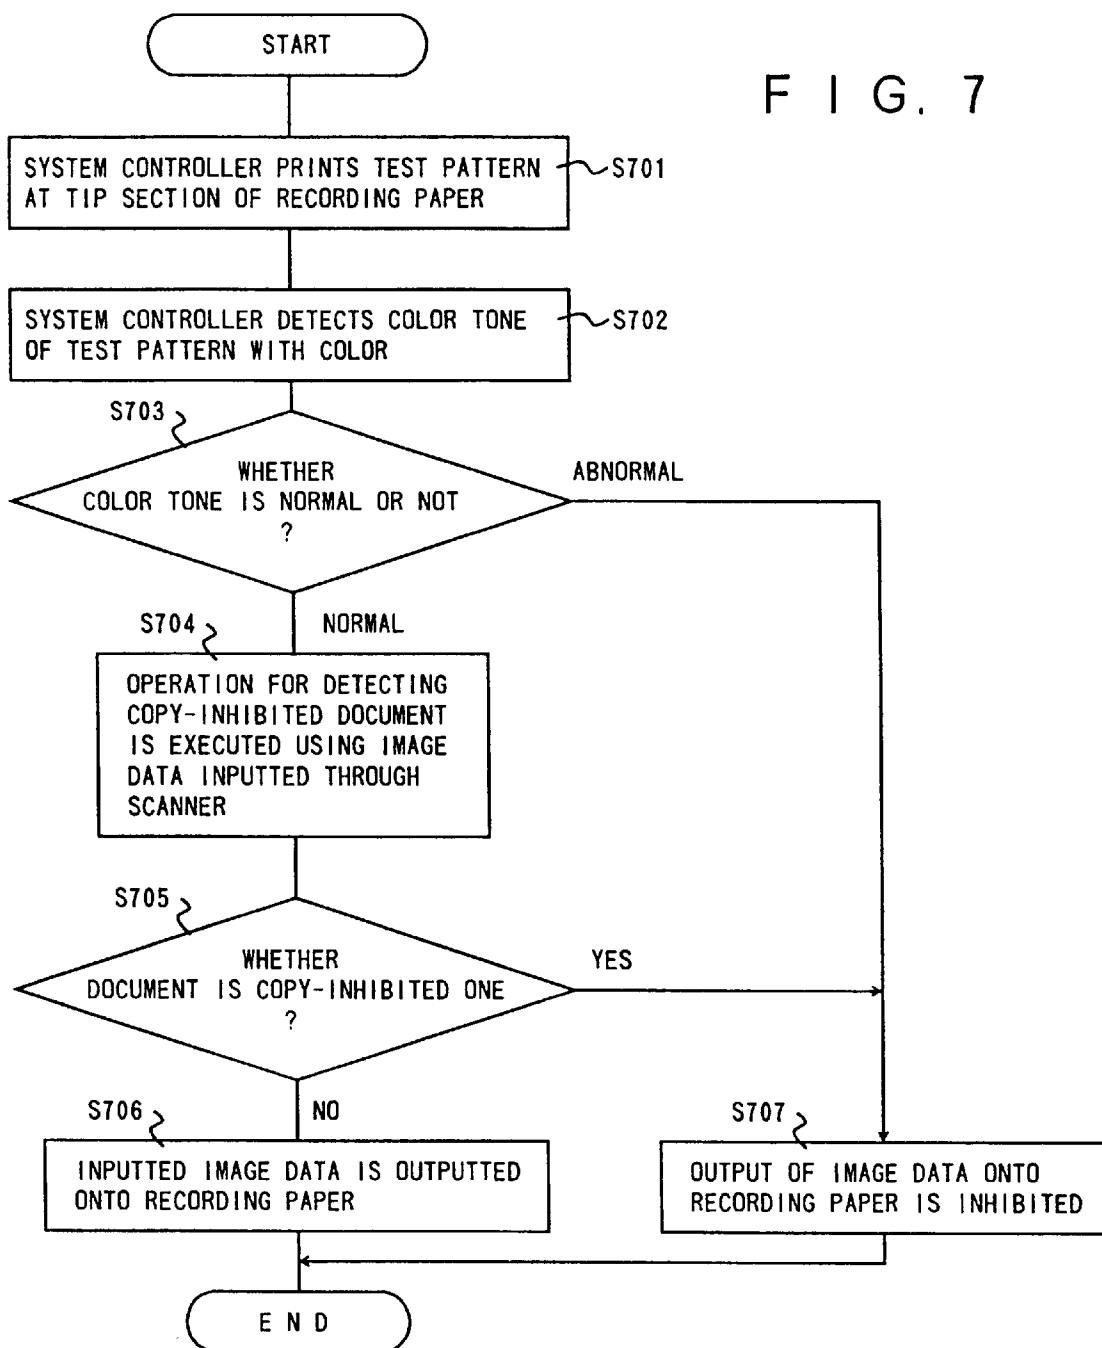 START
F I G. 7
SYSTEM CONTROLLER PRINTS TEST PATTERN
AT TIP SECTION OF RECORDING PAPER
S701
SYSTEM CONTROLLER DETECTS COLOR TONE
OF TEST PATTERN WITH COLOR
S702
S703
WHETHER
COLOR TONE IS NORMAL OR NOT
?
ABNORMAL
S704
NORMAL
OPERATION FOR DETECTING
COPY-INHIBITED DOCUMENT
IS EXECUTED USING IMAGE
DATA INPUTTED THROUGH
SCANNER
S705
WHETHER
DOCUMENT IS COPY-INHIBITED ONE
?
YES
S706
NO
INPUTTED IMAGE DATA IS OUTPUTTED
ONTO RECORDING PAPER
S707
OUTPUT OF IMAGE DATA ONTO
RECORDING PAPER IS INHIBITED
E N D